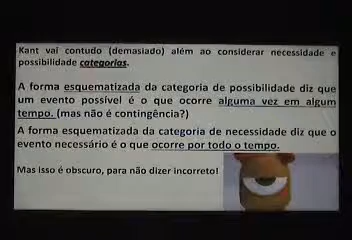 Kant vai contudo (demasiado) além ao considerar necessidade e
possibilidade categorias.
A forma esquematizada da categoria de possibilidade diz que
um evento possível é o que ocorre alguma vez em algum
tempo. (mas não é contingência?)
A forma esquematizada da categoria de necessidade diz que o
evento necessário é o que ocorre por todo o tempo.
Mas isso é obscuro, para não dizer incorreto!